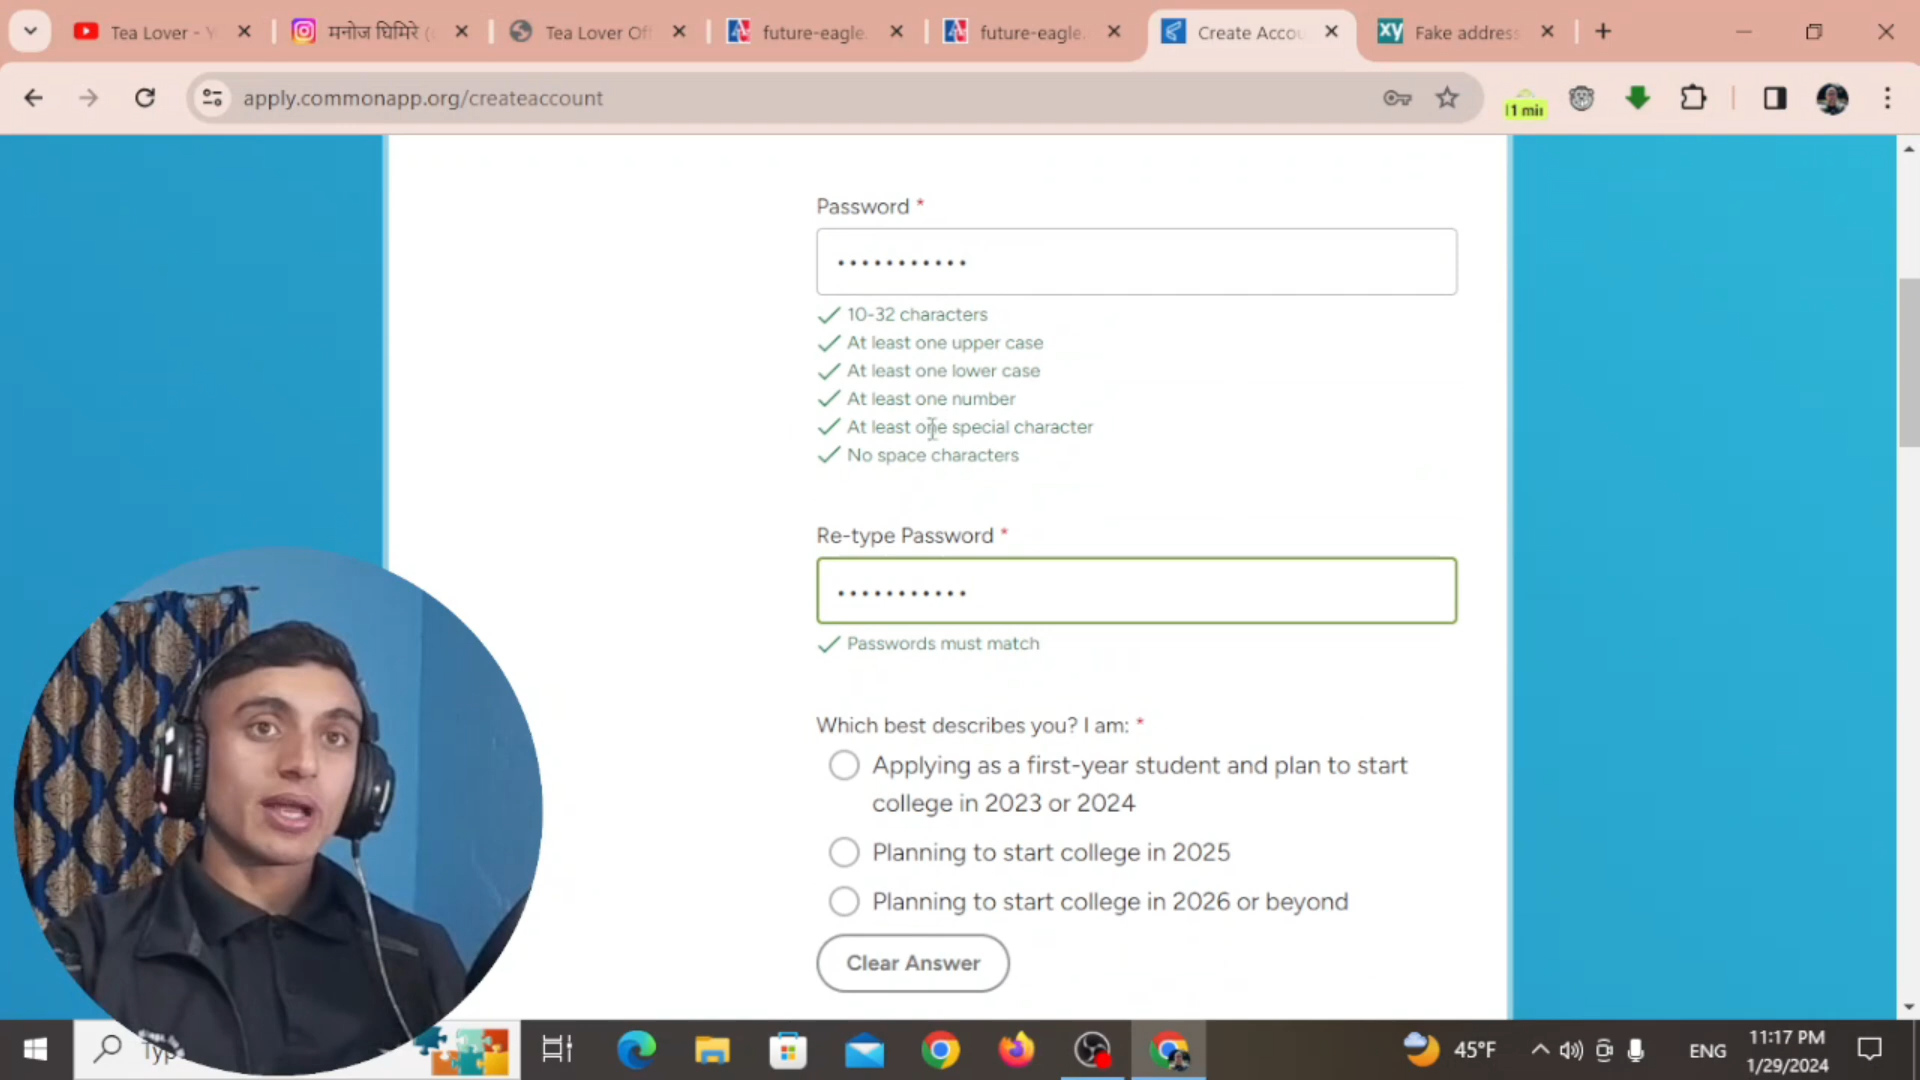 Tea Lover - Y
मनोज घिमिरे (
Tea Lover Off
future-eagle.
future-eagle.
Create Accou
XY
Fake address
apply.commonapp.org/createaccount
1 min
Password *
•••••••••••
10-32 characters
At least one upper case
At least one lower case
At least one number
At least one special character
No space characters
Re-type Password *
•••••••••••
Passwords must match
Which best describes you? I am: *
Applying as a first-year student and plan to start
college in 2023 or 2024
Planning to start college in 2025
Planning to start college in 2026 or beyond
Clear Answer
Typ
45°F
ENG
11:17 PM
1/29/2024